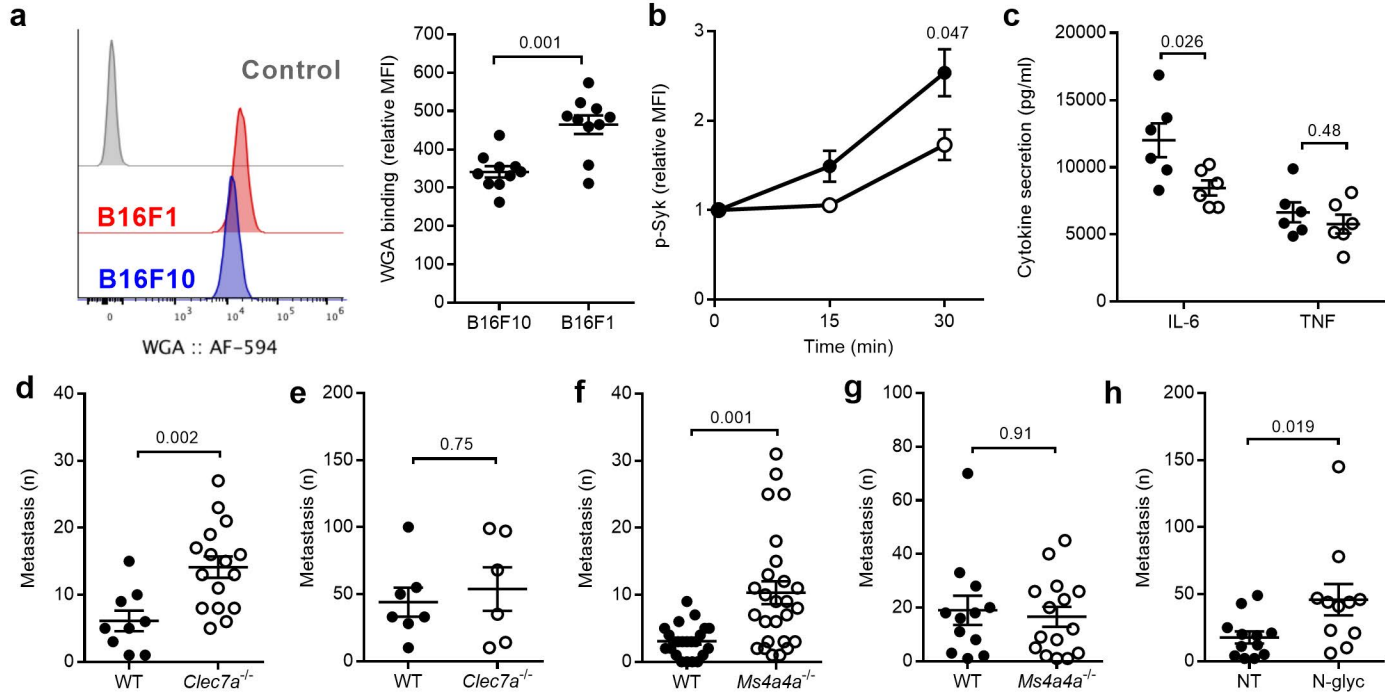 a
Control
B16F1
B16F10
0
10³
10⁴
10⁵
10⁶
WGA :: AF-594
WGA binding (relative MFI)
700
600
500
400
300
200
100
0
0.001
B16F10
B16F1
b
p-Syk (relative MFI)
3
2
1
0
0.047
0
15
30
Time (min)
c
Cytokine secretion (pg/ml)
20000
15000
10000
5000
0
0.026
0.48
IL-6
TNF
d
Metastasis (n)
40
30
20
10
0
0.002
WT
Clec7a⁻/⁻
e
Metastasis (n)
200
150
100
50
0
0.75
WT
Clec7a⁻/⁻
f
Metastasis (n)
40
30
20
10
0
0.001
WT
Ms4a4a⁻/⁻
g
Metastasis (n)
100
80
60
40
20
0
0.91
WT
Ms4a4a⁻/⁻
h
Metastasis (n)
200
150
100
50
0
0.019
NT
N-glyc